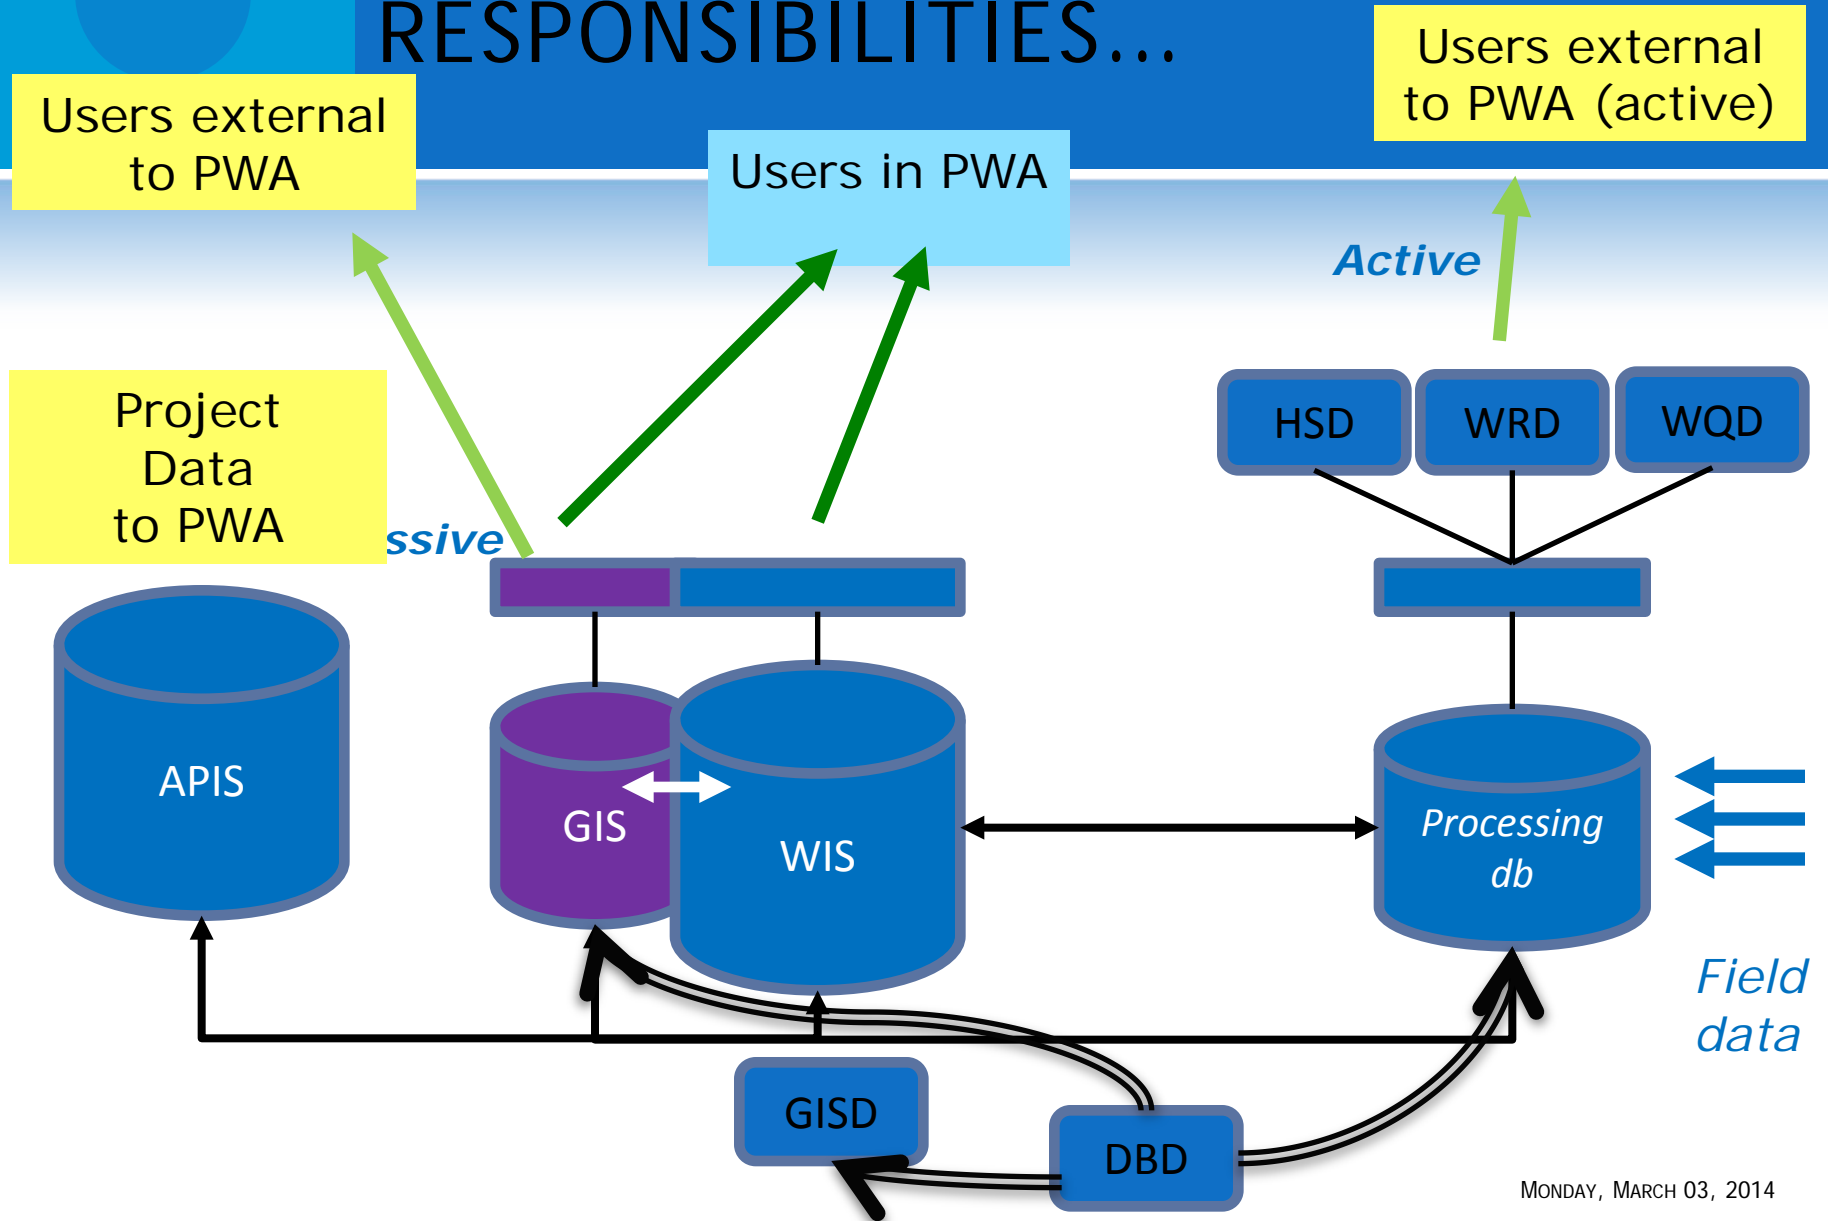 RESPONSIBILITIES...
Users external
to PWA
Users in PWA
Users external
to PWA (active)
Active
Project
Data
to PWA
ssive
HSD
WRD
WQD
APIS
GIS
WIS
Processing
db
Field
data
GISD
DBD
MONDAY, MARCH 03, 2014